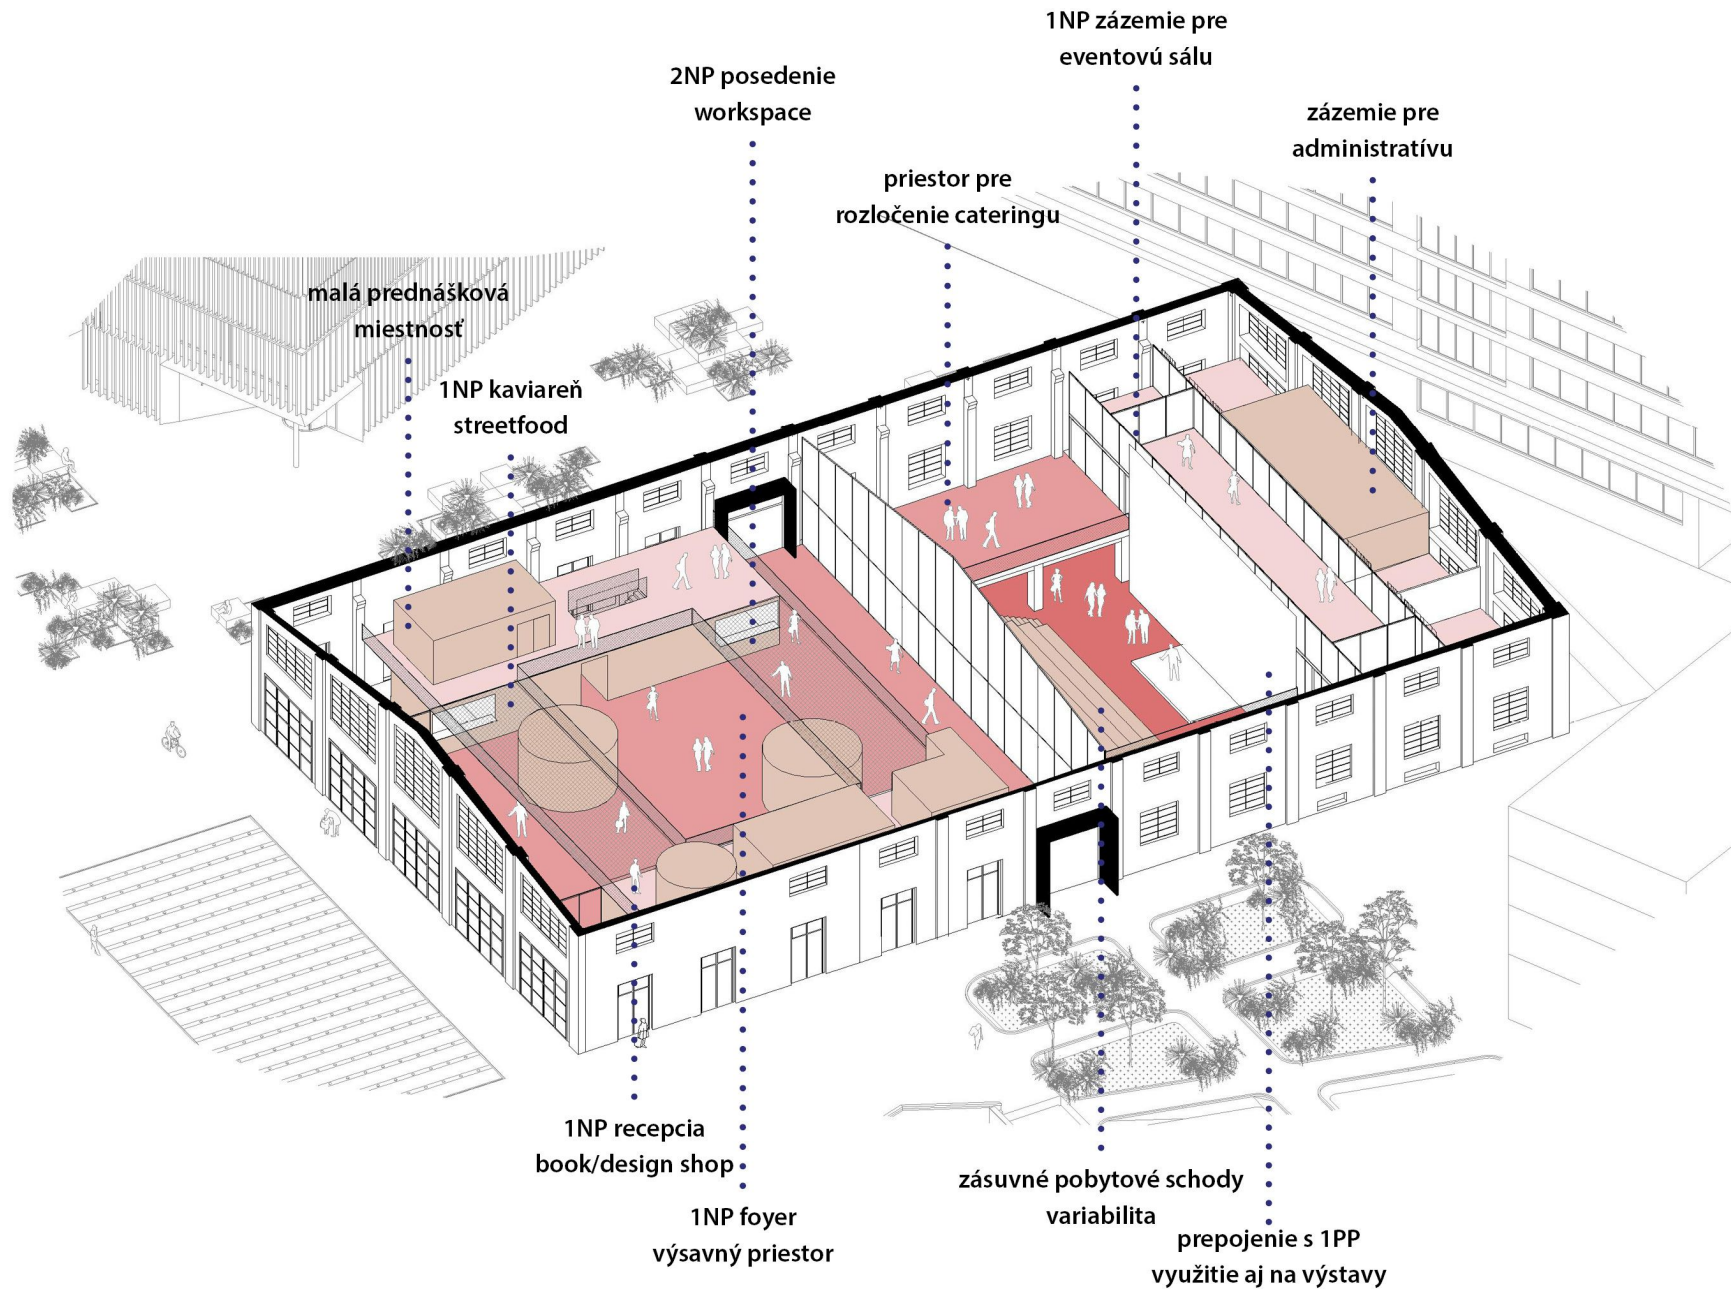 1NP zázemie pre
eventovú sálu
2NP posedenie
workspace
zázemie pre
administratívu
priestor pre
rozločenie cateringu
malá prednášková
miestnosť
1NP kaviareň
streetfood
1NP recepcia
book/design shop
zásuvné pobytové schody
variabilita
1NP foyer
výsavný priestor
prepojenie s 1PP
využitie aj na výstavy